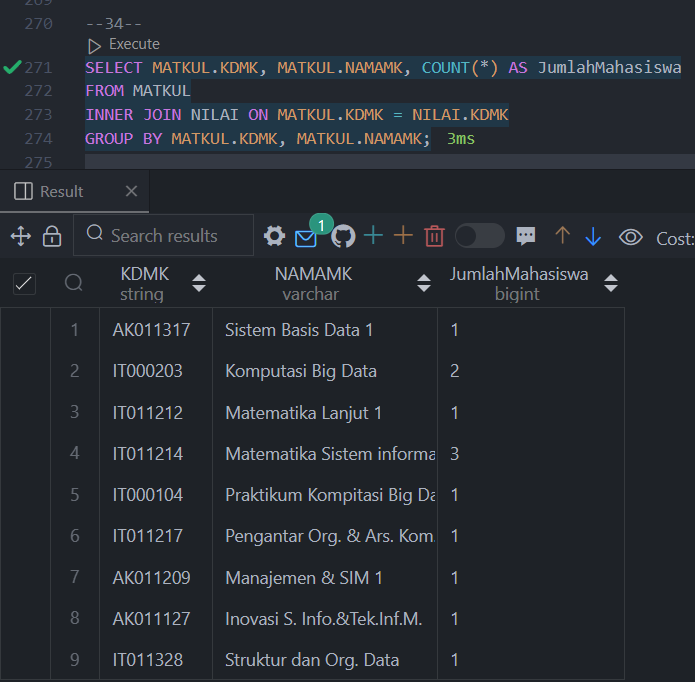 269
270 --34--
Execute
271 SELECT MATKUL.KDMK, MATKUL.NAMAMK, COUNT(*) AS JumlahMahasiswa
272 FROM MATKUL
273 INNER JOIN NILAI ON MATKUL.KDMK = NILAI.KDMK
274 GROUP BY MATKUL.KDMK, MATKUL.NAMAMK; 3ms
275
Result
Search results 1 Cost:
KDMK NAMAMK JumlahMahasiswa
string varchar bigint
1 AK011317 Sistem Basis Data 1 1
2 IT000203 Komputasi Big Data 2
3 IT011212 Matematika Lanjut 1 1
4 IT011214 Matematika Sistem informa 3
5 IT000104 Praktikum Kompitasi Big Da 1
6 IT011217 Pengantar Org. & Ars. Kom. 1
7 AK011209 Manajemen & SIM 1 1
8 AK011127 Inovasi S. Info.&Tek.Inf.M. 1
9 IT011328 Struktur dan Org. Data 1